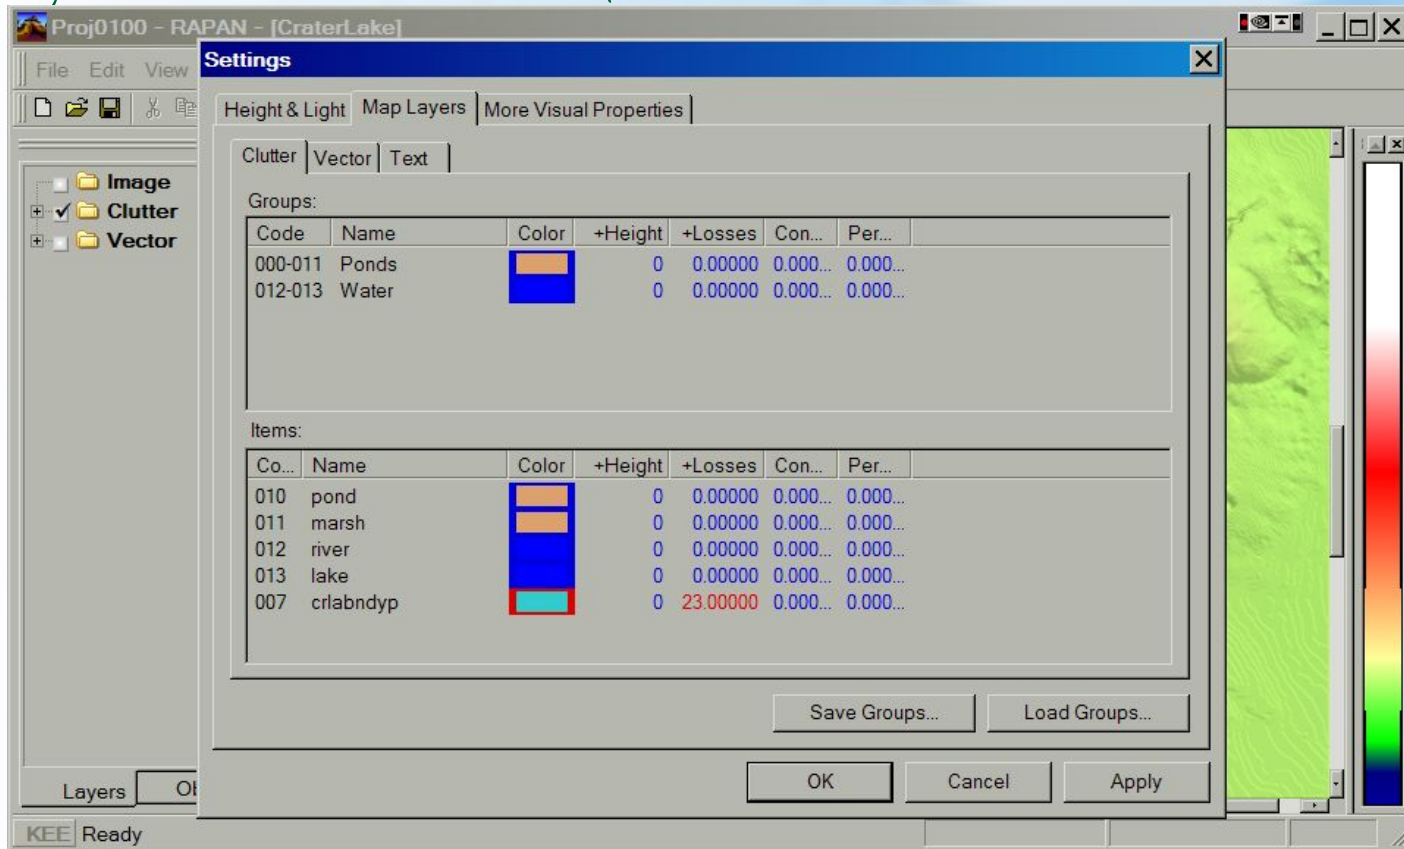 Proj0100 - RAPAN - [CraterLake]
File Edit View
Settings
Height & Light Map Layers More Visual Properties
Clutter Vector Text
Image
Clutter
Vector
Groups:
Code Name Color +Height +Losses Con... Per...
000-011 Ponds 0 0.00000 0.000... 0.000...
012-013 Water 0 0.00000 0.000... 0.000...
Items:
Co... Name Color +Height +Losses Con... Per...
010 pond 0 0.00000 0.000... 0.000...
011 marsh 0 0.00000 0.000... 0.000...
012 river 0 0.00000 0.000... 0.000...
013 lake 0 0.00000 0.000... 0.000...
007 crlabndyp 0 23.00000 0.000... 0.000...
Save Groups... Load Groups...
OK Cancel Apply
Layers
KEE Ready